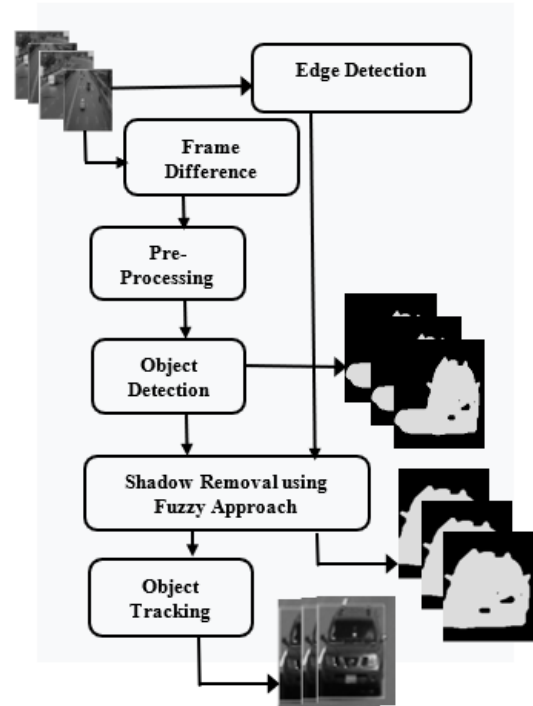 Edge Detection
Frame
Difference
Pre-
Processing
Object
Detection
Shadow Removal using
Fuzzy Approach
Object
Tracking